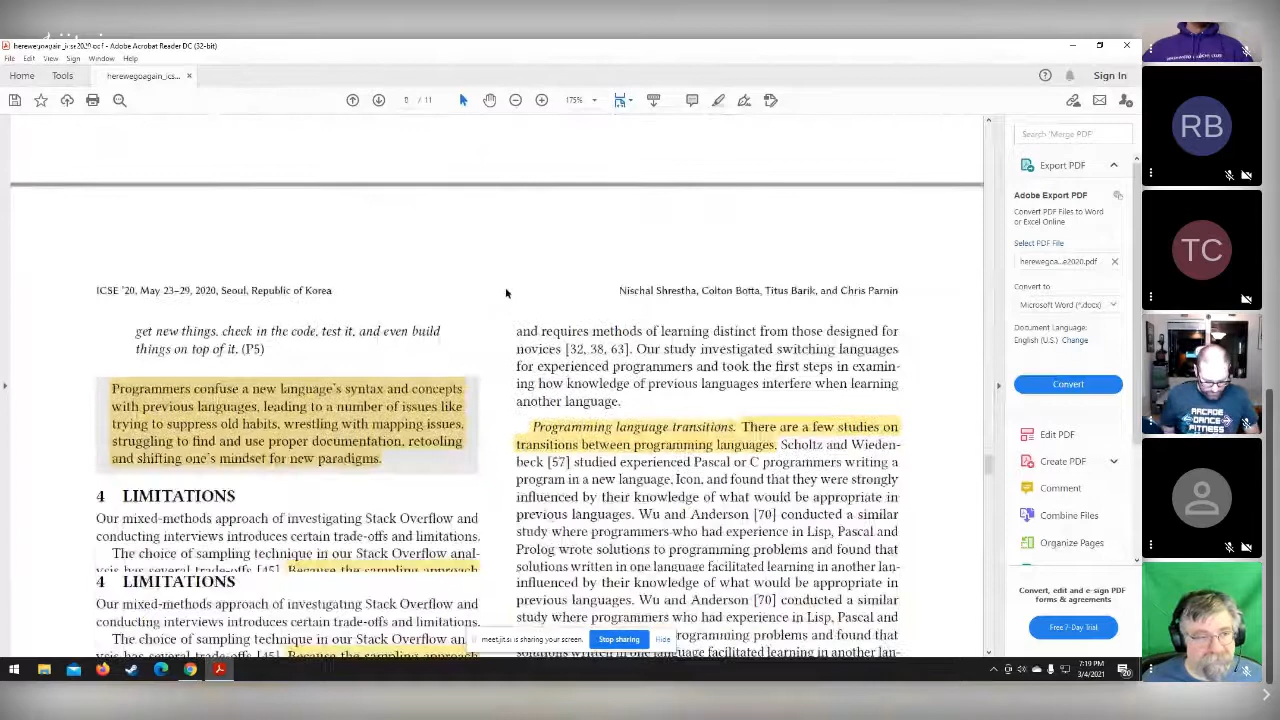 herewegoagain_icse2020.pdf - Adobe Acrobat Reader DC (32-bit)
File Edit View Sign Window Help
Home Tools herewegoagain_ics... × Sign In
8 / 11 175%
ICSE '20, May 23–29, 2020, Seoul, Republic of Korea
get new things, check in the code, test it, and even build
things on top of it. (P5)
Programmers confuse a new language's syntax and concepts
with previous languages, leading to a number of issues like
trying to suppress old habits, wrestling with mapping issues,
struggling to find and use proper documentation, retooling
and shifting one's mindset for new paradigms.
4 LIMITATIONS
Our mixed-methods approach of investigating Stack Overflow and
conducting interviews introduces certain trade-offs and limitations.
The choice of sampling technique in our Stack Overflow anal-
ysis has several trade-offs [45]. Because the sampling approach
4 LIMITATIONS
Our mixed-methods approach of investigating Stack Overflow and
conducting interviews introduces certain trade-offs and limitations.
The choice of sampling technique in our Stack Overflow an
ysis has several trade-offs [45]. Because the sampling approach
Nischal Shrestha, Colton Botta, Titus Barik, and Chris Parnin
and requires methods of learning distinct from those designed for
novices [32, 38, 63]. Our study investigated switching languages
for experienced programmers and took the first steps in examin-
ing how knowledge of previous languages interfere when learning
another language.
Programming language transitions. There are a few studies on
transitions between programming languages. Scholtz and Wieden-
beck [57] studied experienced Pascal or C programmers writing a
program in a new language, Icon, and found that they were strongly
influenced by their knowledge of what would be appropriate in
previous languages. Wu and Anderson [70] conducted a similar
study where programmers who had experience in Lisp, Pascal and
Prolog wrote solutions to programming problems and found that
solutions written in one language facilitated learning in another lan-
influenced by their knowledge of what would be appropriate in
previous languages. Wu and Anderson [70] conducted a similar
study where programmers who had experience in Lisp, Pascal and
rogramming problems and found that
solutions written in one language facilitated learning in another lan-
meet.jit.si is sharing your screen. Stop sharing Hide
Search 'Merge PDF'
Export PDF
Adobe Export PDF
Convert PDF Files to Word
or Excel Online
Select PDF File
herewegoa...e2020.pdf ×
Convert to
Microsoft Word (*.docx)
Document Language:
English (U.S.) Change
Convert
Edit PDF
Create PDF
Comment
Combine Files
Organize Pages
Convert, edit and e-sign PDF
forms & agreements
Free 7-Day Trial
7:19 PM
3/4/2021
20
RB
TC
ARCADE
DANCE
FITNESS